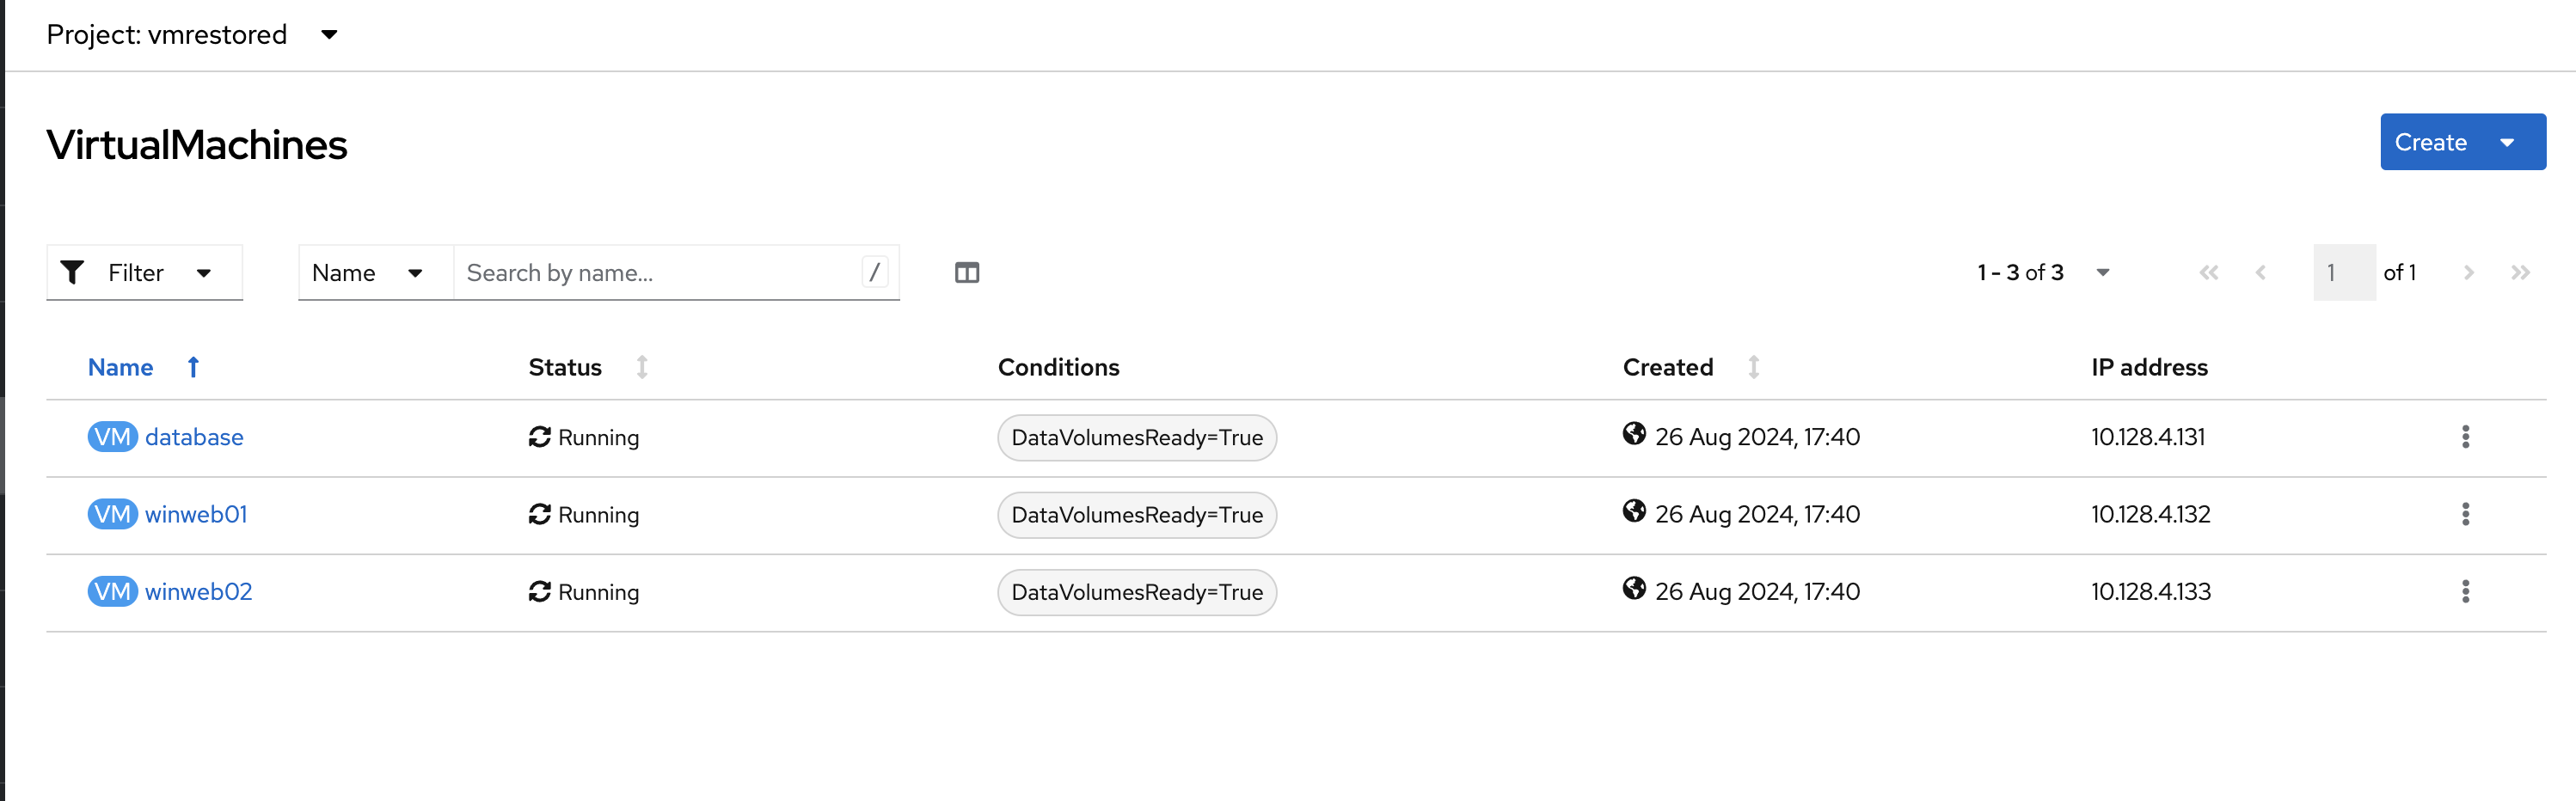 Project: vmrestored
VirtualMachines
Create
Filter
Name
Search by name...
/
1 - 3 of 3
1 of 1
Name Status Conditions Created IP address
VM database Running DataVolumesReady=True 26 Aug 2024, 17:40 10.128.4.131
VM winweb01 Running DataVolumesReady=True 26 Aug 2024, 17:40 10.128.4.132
VM winweb02 Running DataVolumesReady=True 26 Aug 2024, 17:40 10.128.4.133